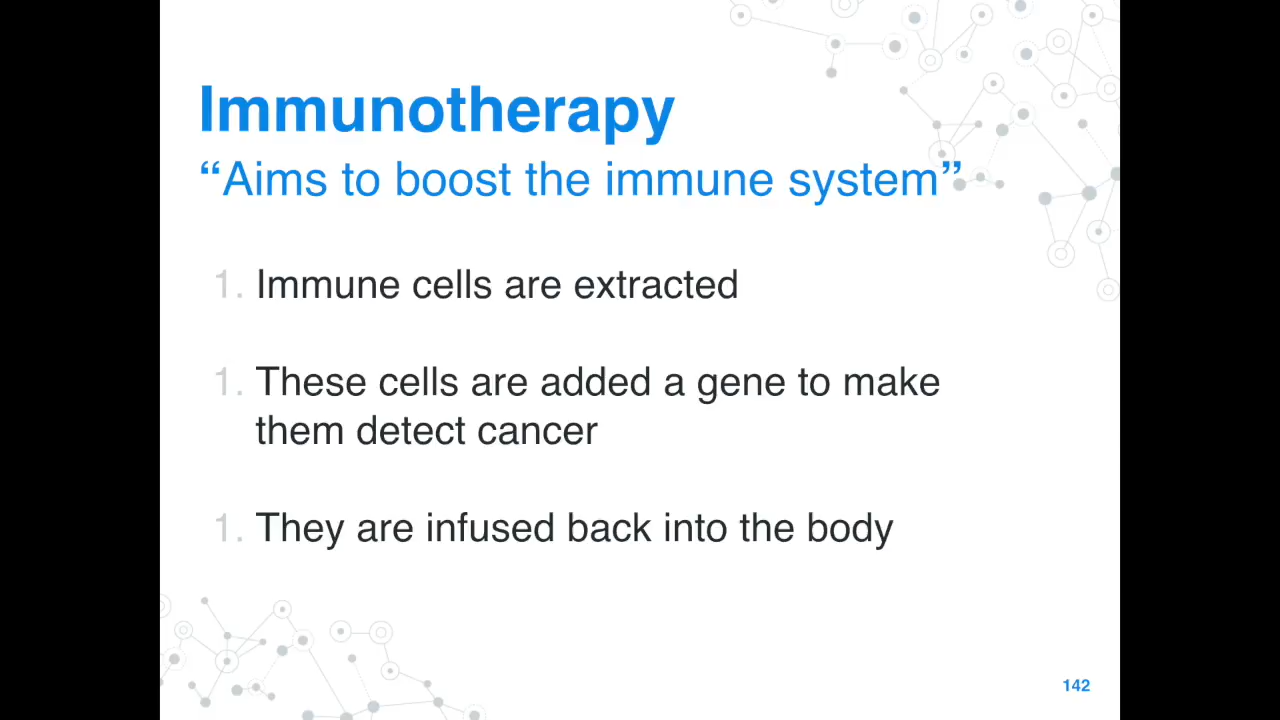 Immunotherapy
“Aims to boost the immune system”
1. Immune cells are extracted
1. These cells are added a gene to make
them detect cancer
1. They are infused back into the body
142